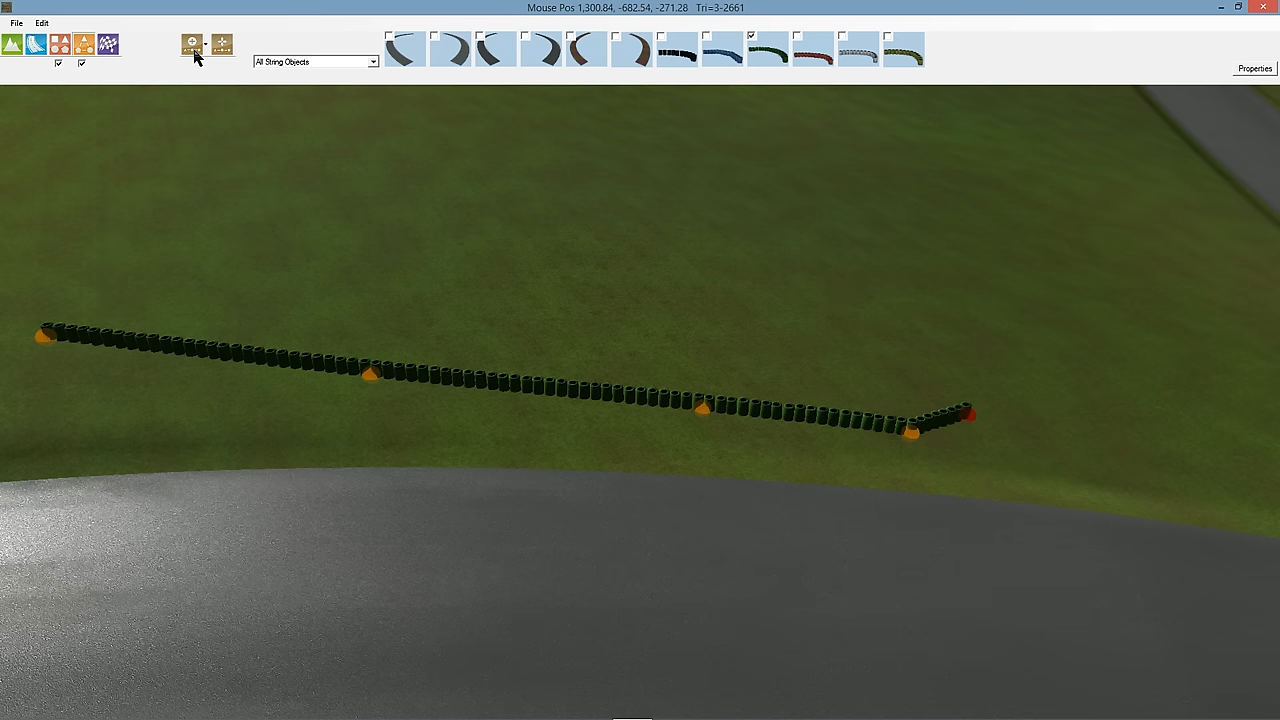 Mouse Pos 1,300.84, -682.54, -271.28 Tri=3-2661
File Edit
All String Objects
Properties